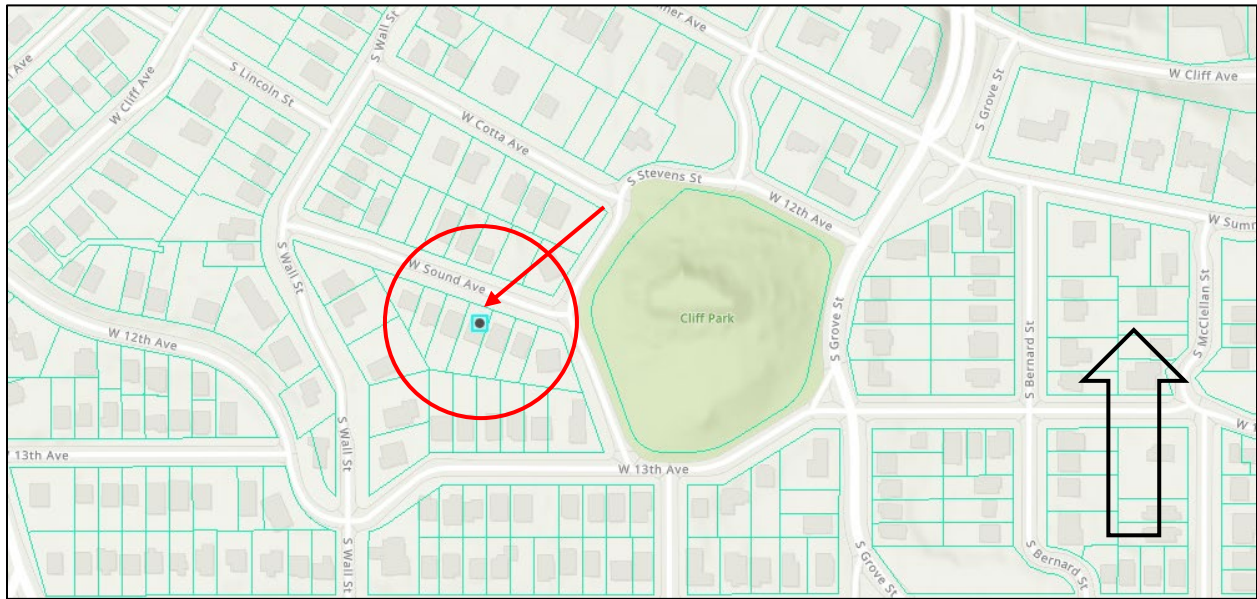 S Wall St
W Cliff Ave
S Lincoln St
W Cliff Ave
S Grove St
W Cotta Ave
S Stevens St
W 12th Ave
S Wall St
W Sound Ave
S McClellan St
W 12th Ave
Cliff Park
S Grove St
S Bernard St
S Wall St
13th Ave
W 13th Ave
S Wall St
S Grove St
S Bernard St